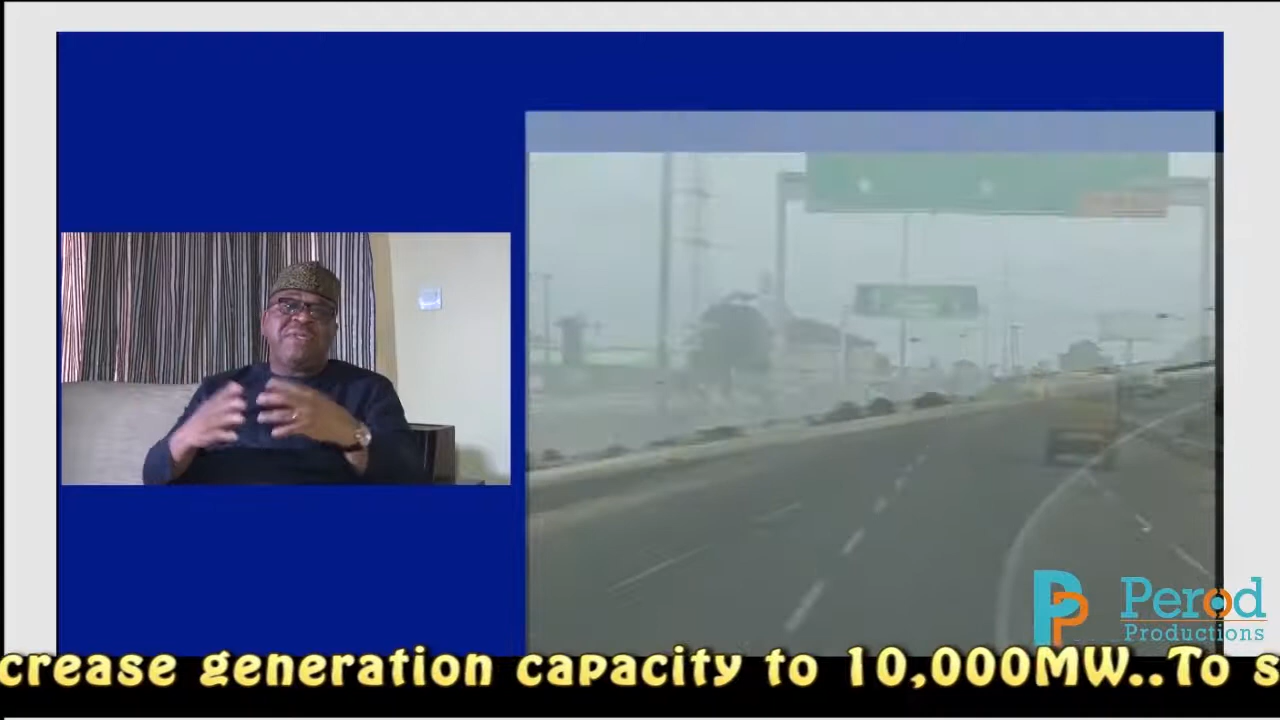 Perod
Productions
crease generation capacity to 10,000MW..To s